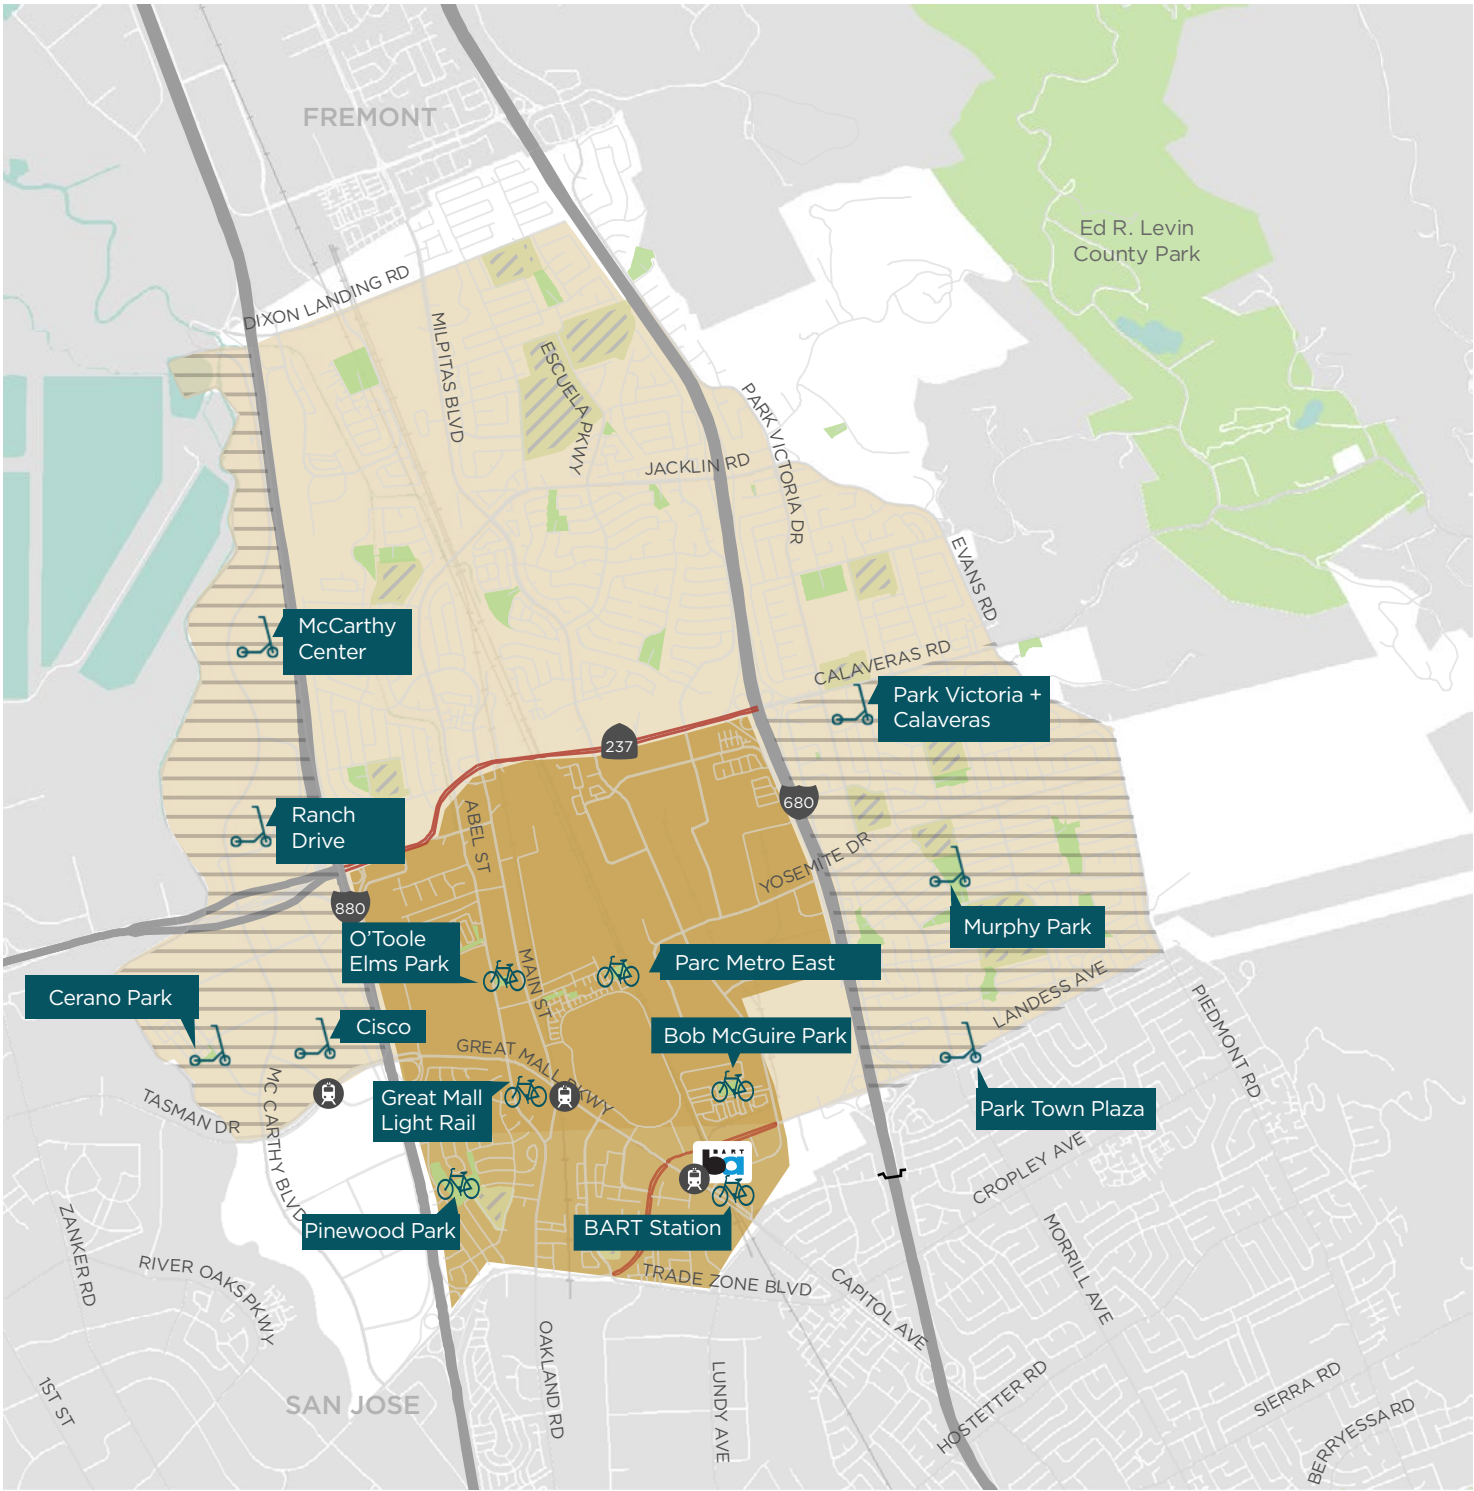 FREMONT
Ed R. Levin
County Park
DIXON LANDING RD
MILPITAS BLVD
ESCUELA PKWY
PARK VICTORIA DR
JACKLIN RD
EVANS RD
McCarthy
Center
CALAVERAS RD
Park Victoria +
Calaveras
237
680
Ranch
Drive
ABEL ST
YOSEMITE DR
880
O'Toole
Elms Park
MAIN ST
Parc Metro East
Murphy Park
Cerano Park
Cisco
LANDESS AVE
PIEDMONT RD
Bob McGuire Park
GREAT MALL PKWY
Great Mall
Light Rail
MC CARTHY BLVD
TASMAN DR
Park Town Plaza
BART
ba
CROPLEY AVE
Pinewood Park
BART Station
ZANKER RD
RIVER OAKS PKWY
TRADE ZONE BLVD
CAPITOL AVE
MORRILL AVE
OAKLAND RD
LUNDY AVE
1ST ST
SAN JOSE
HOSTETTER RD
SIERRA RD
BERRYESSA RD